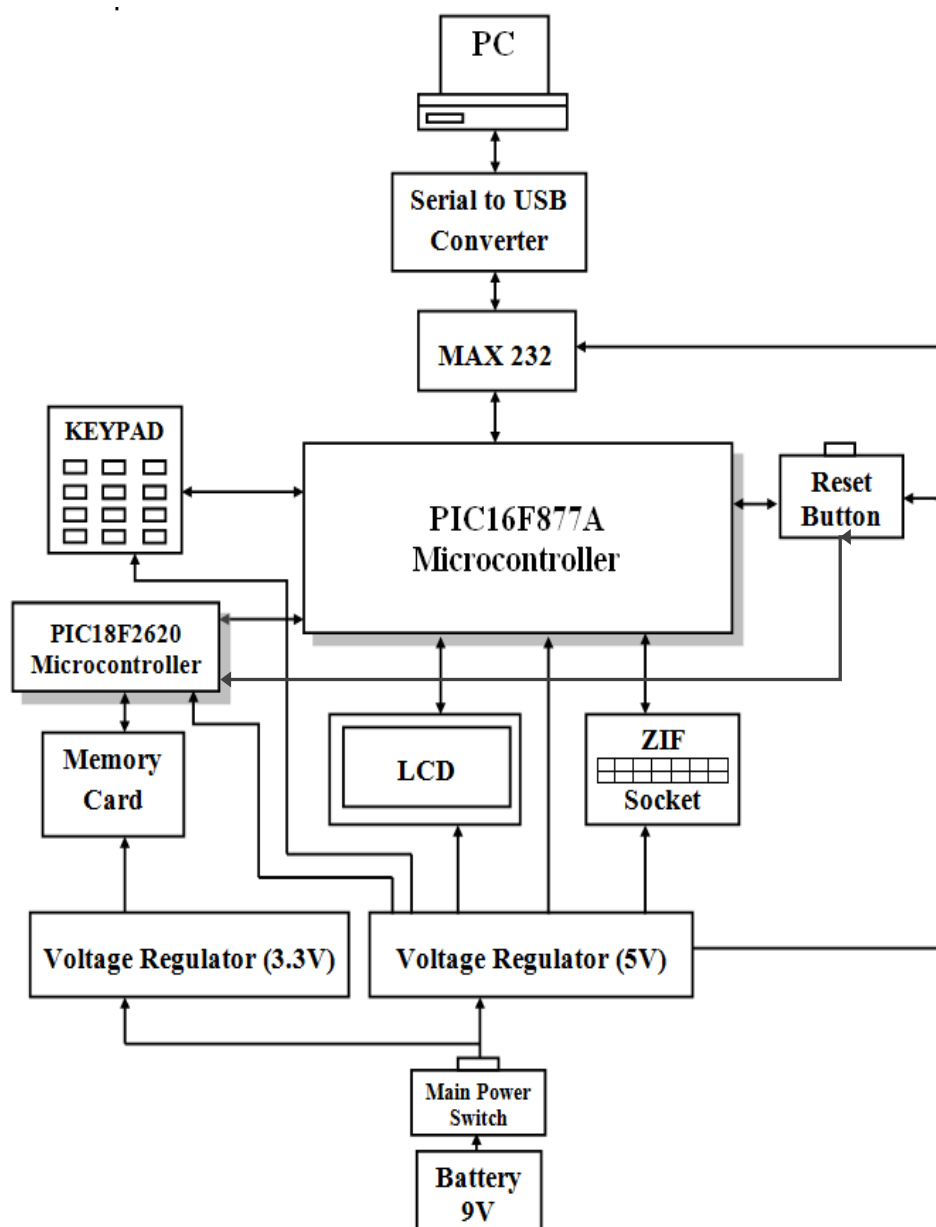 PC
Serial to USB
Converter
MAX 232
KEYPAD
PIC16F877A
Microcontroller
Reset
Button
PIC18F2620
Microcontroller
Memory
Card
LCD
ZIF
Socket
Voltage Regulator (3.3V)
Voltage Regulator (5V)
Main Power
Switch
Battery
9V